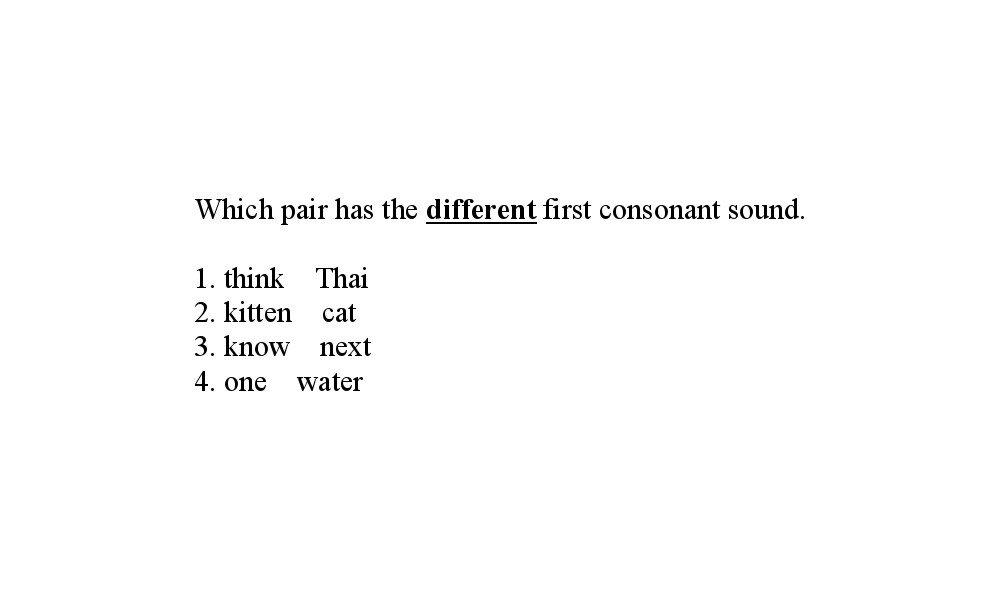 Which pair has the different first consonant sound.
1. think Thai
2. kitten cat
3. know next
4. one water